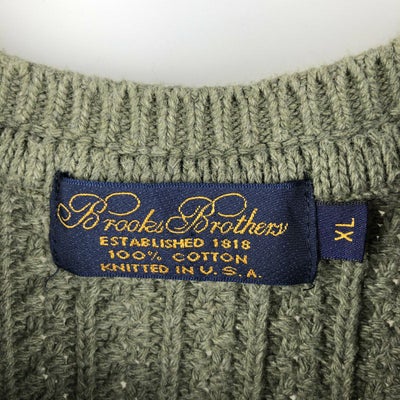 Brooks Brothers
ESTABLISHED 1818
100% COTTON
KNITTED IN U.S.A.
XL